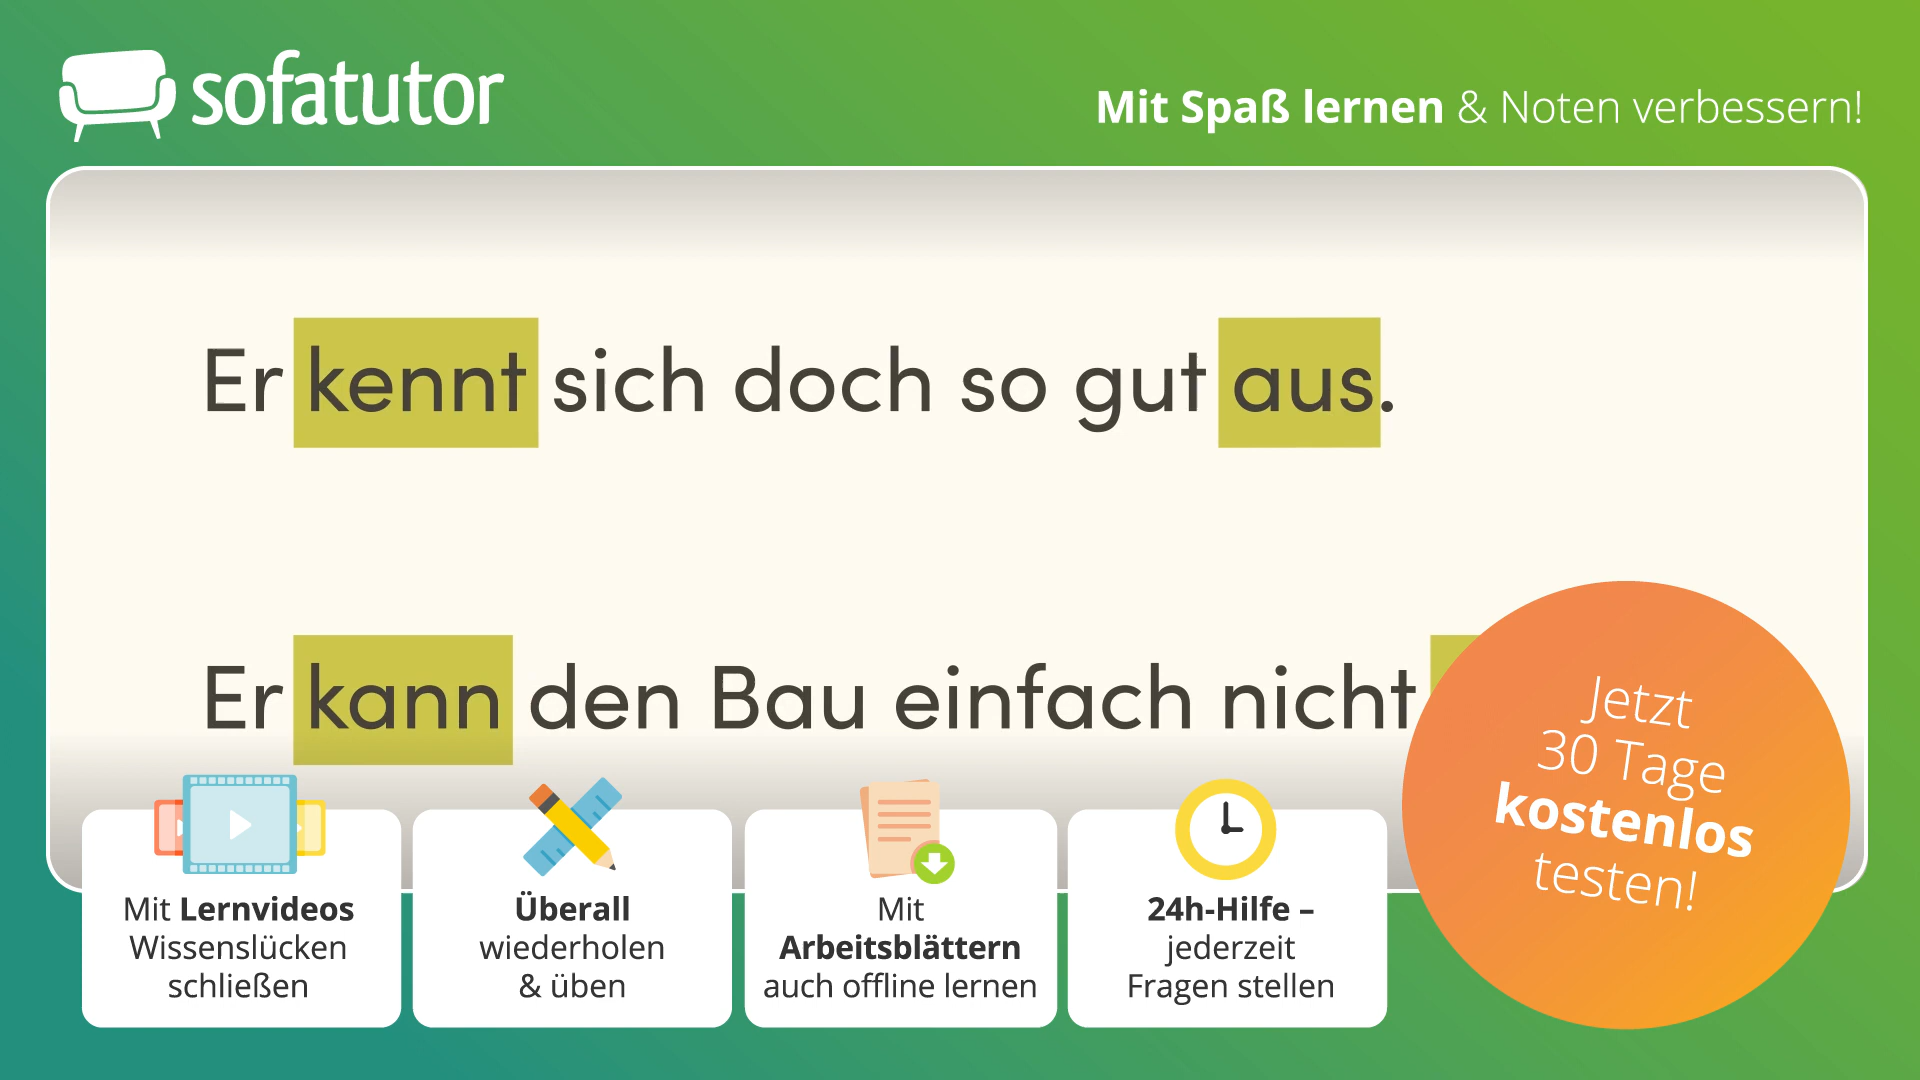 sofatutor
Mit Spaß lernen & Noten verbessern!
Er kennt sich doch so gut aus.
Er kann den Bau einfach nicht
Jetzt
30 Tage
kostenlos
testen!
Mit Lernvideos
Wissenslücken
schließen
Überall
wiederholen
& üben
Mit
Arbeitsblättern
auch offline lernen
24h-Hilfe –
jederzeit
Fragen stellen